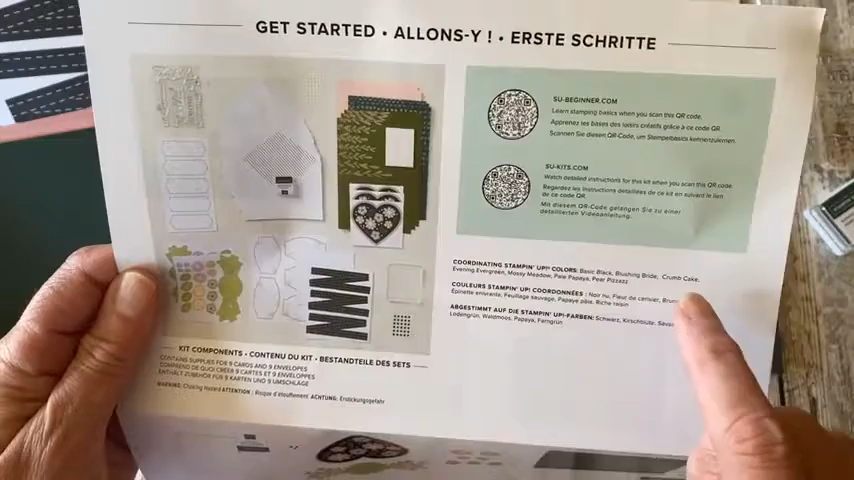 GET STARTED • ALLONS-Y ! • ERSTE SCHRITTE
SU-BEGINNER.COM
Learn stamping basics when you scan this QR code.
Apprenez les bases des loisirs créatifs grâce à ce code QR.
Scannen Sie diesen QR-Code, um Stempelbasics kennenzulernen.
SU-KITS.COM
Watch detailed instructions for this kit when you scan this QR code.
Regardez les instructions détaillées de ce kit en suivant le lien
de ce code QR.
Mit diesem QR-Code gelangen Sie zu einer
detaillierten Videoanleitung.
COORDINATING STAMPIN' UP! COLORS: Basic Black, Blushing Bride, Crumb Cake,
Evening Evergreen, Mossy Meadow, Pale Papaya, Pear Pizzazz
COULEURS STAMPIN' UP! COORDONNÉES : Noir nu, Fleur de cerisier,
Épinette enivrante, Feuillage sauvage, Papaye pâle,
ABGESTIMMT AUF DIE STAMPIN' UP!-FARBEN: Schwarz, Kirschblüte,
Lodengrün, Waldmoos, Papaya, Farngrün
KIT COMPONENTS • CONTENU DU KIT • BESTANDTEILE DES SETS
CONTAINS SUPPLIES FOR 9 CARDS AND 9 ENVELOPES
COMPREND DE QUOI CRÉER 9 CARTES ET 9 ENVELOPPES
ENTHÄLT ZUBEHÖR FÜR 9 KARTEN UND 9 UMSCHLÄGE
WARNING: Choking Hazard ATTENTION : Risque d'étouffement ACHTUNG: Erstickungsgefahr